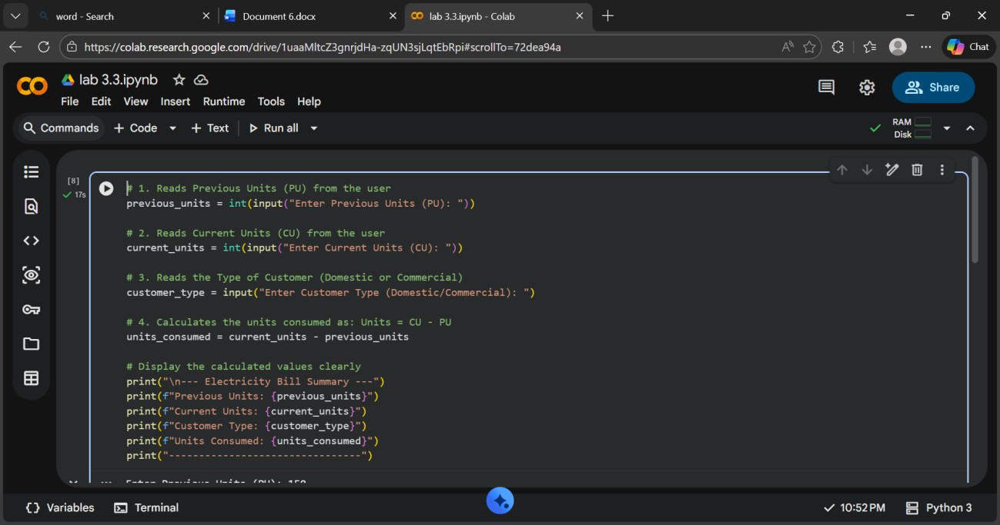 word - Search
Document 6.docx
lab 3.3.ipynb - Colab
https://colab.research.google.com/drive/1uaaMltcZ3gnrjdHa-zqUN3sjLqtEbRpi#scrollTo=72dea94a
Chat
lab 3.3.ipynb
File Edit View Insert Runtime Tools Help
Share
Commands + Code + Text Run all
RAM
Disk
[8]
17s
# 1. Reads Previous Units (PU) from the user
previous_units = int(input("Enter Previous Units (PU): "))
# 2. Reads Current Units (CU) from the user
current_units = int(input("Enter Current Units (CU): "))
# 3. Reads the Type of Customer (Domestic or Commercial)
customer_type = input("Enter Customer Type (Domestic/Commercial): ")
# 4. Calculates the units consumed as: Units = CU - PU
units_consumed = current_units - previous_units
# Display the calculated values clearly
print("\n--- Electricity Bill Summary ---")
print(f"Previous Units: {previous_units}")
print(f"Current Units: {current_units}")
print(f"Customer Type: {customer_type}")
print(f"Units Consumed: {units_consumed}")
print("--------------------------------")
Enter Previous Units (PU): 150
Variables Terminal
10:52 PM Python 3